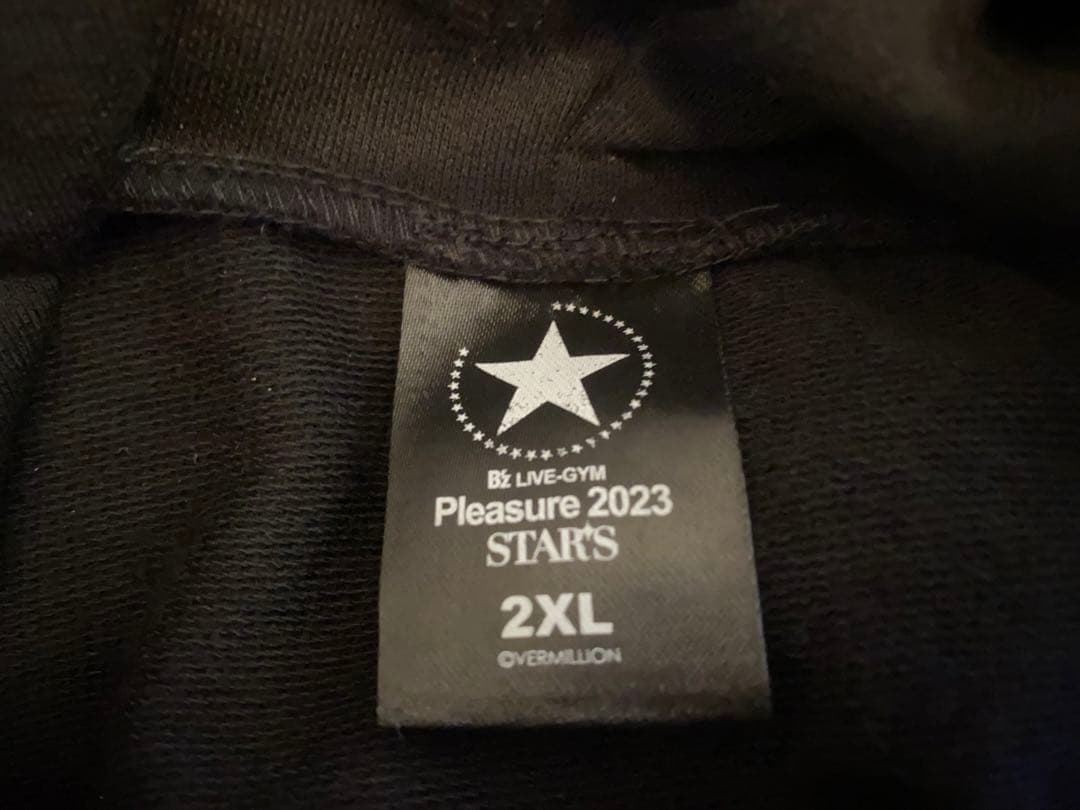 B'z LIVE-GYM
Pleasure 2023
STARS
2XL
©VERMILLION